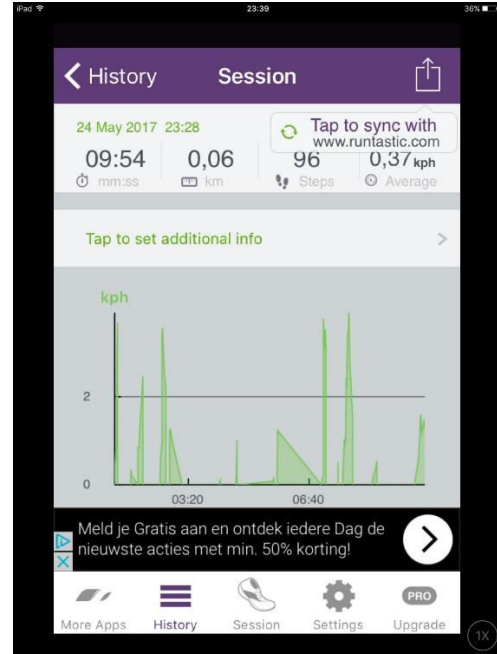 iPad 23:39 36%
History Session
24 May 2017 23:28
Tap to sync with
www.runtastic.com
09:54 0,06 96 0,37 kph
mm:ss km Steps Average
Tap to set additional info >
kph
2
0
03:20 06:40
Meld je Gratis aan en ontdek iedere Dag de
nieuwste acties met min. 50% korting!
PRO
More Apps History Session Settings Upgrade
1X